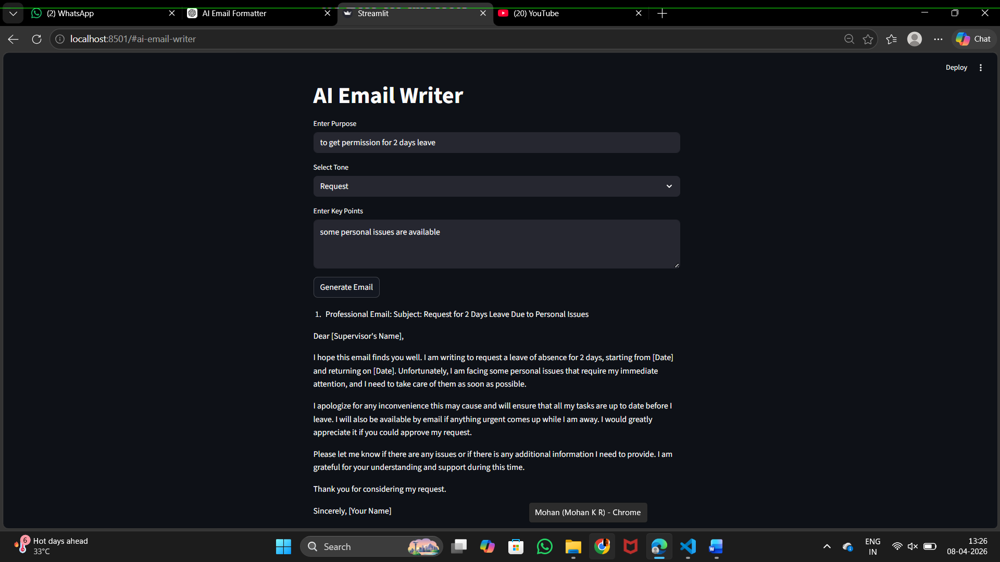 (2) WhatsApp
AI Email Formatter
Streamlit
(20) YouTube
localhost:8501/#ai-email-writer
Chat
Deploy
AI Email Writer
Enter Purpose
to get permission for 2 days leave
Select Tone
Request
Enter Key Points
some personal issues are available
Generate Email
1. Professional Email: Subject: Request for 2 Days Leave Due to Personal Issues
Dear [Supervisor's Name],
I hope this email finds you well. I am writing to request a leave of absence for 2 days, starting from [Date]
and returning on [Date]. Unfortunately, I am facing some personal issues that require my immediate
attention, and I need to take care of them as soon as possible.
I apologize for any inconvenience this may cause and will ensure that all my tasks are up to date before I
leave. I will also be available by email if anything urgent comes up while I am away. I would greatly
appreciate it if you could approve my request.
Please let me know if there are any issues or if there is any additional information I need to provide. I am
grateful for your understanding and support during this time.
Thank you for considering my request.
Sincerely, [Your Name]
Mohan (Mohan K R) - Chrome
6
Hot days ahead
33°C
Search
W
ENG
IN
13:26
08-04-2026